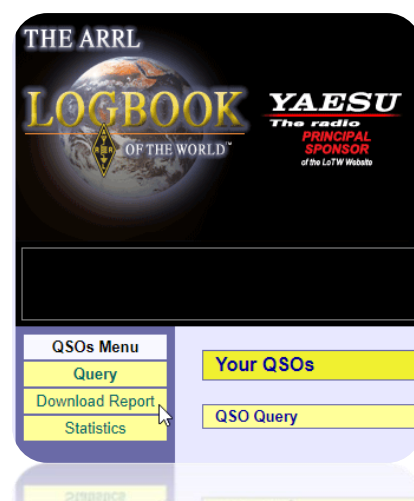 THE ARRL
LOGBOOK
OF THE WORLD™
YAESU
The radio
PRINCIPAL
SPONSOR
of the LoTW Website
QSOs Menu
Query
Download Report
Statistics
Your QSOs
QSO Query